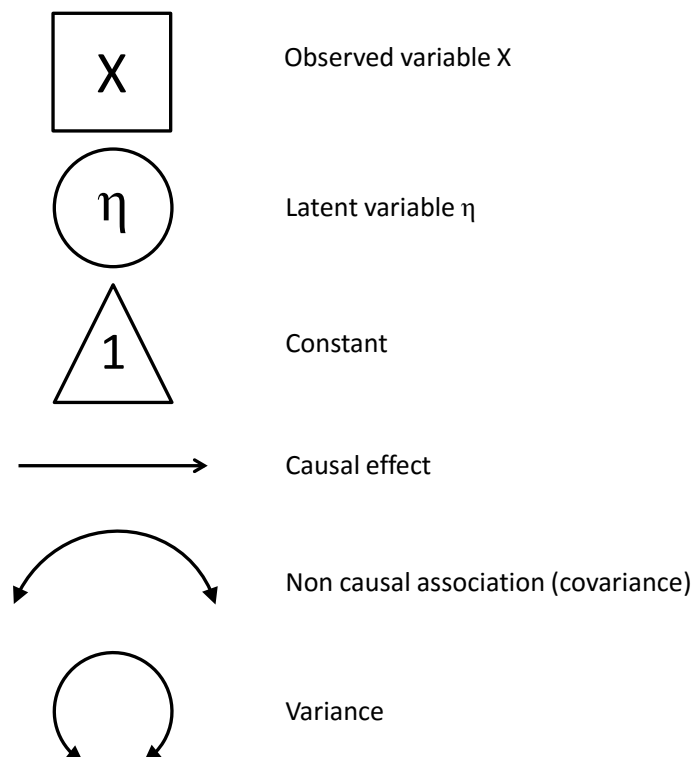 X
Observed variable X
η
Latent variable η
1
Constant
Causal effect
Non causal association (covariance)
Variance